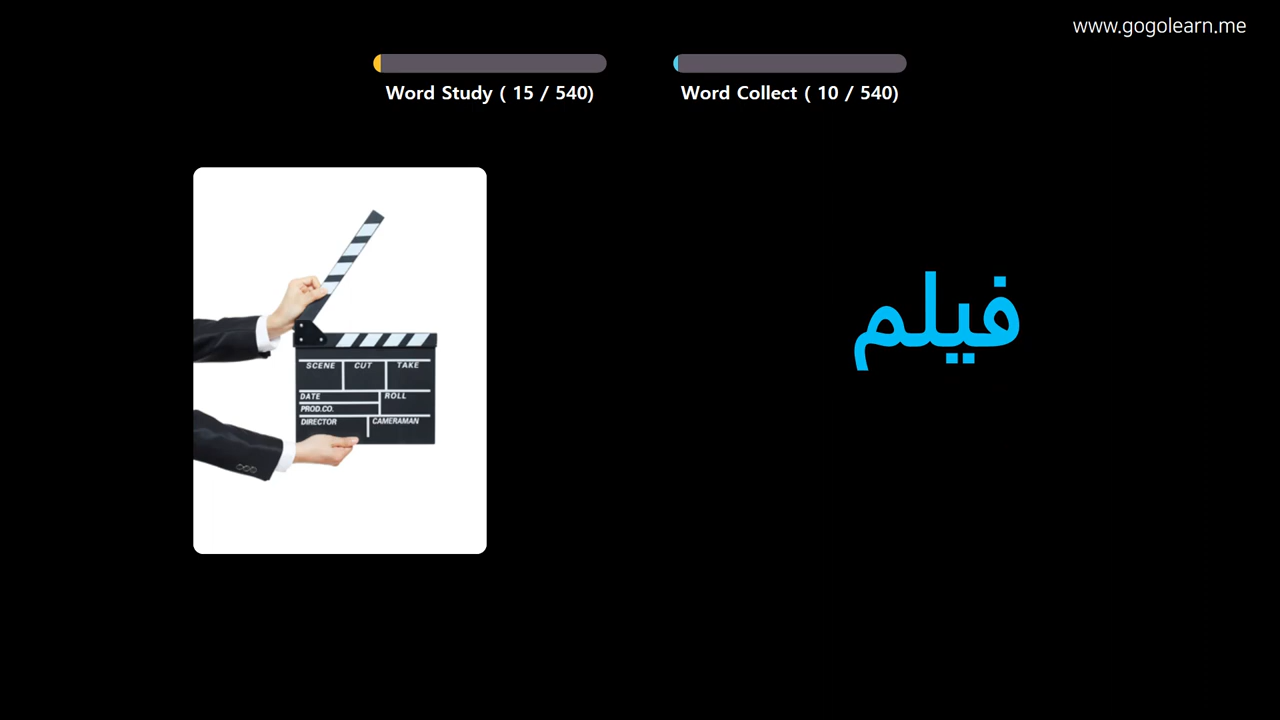 www.gogolearn.me
Word Study ( 15 / 540)
Word Collect ( 10 / 540)
فيلم
SCENE CUT TAKE
DATE ROLL
PROD.CO.
DIRECTOR CAMERAMAN